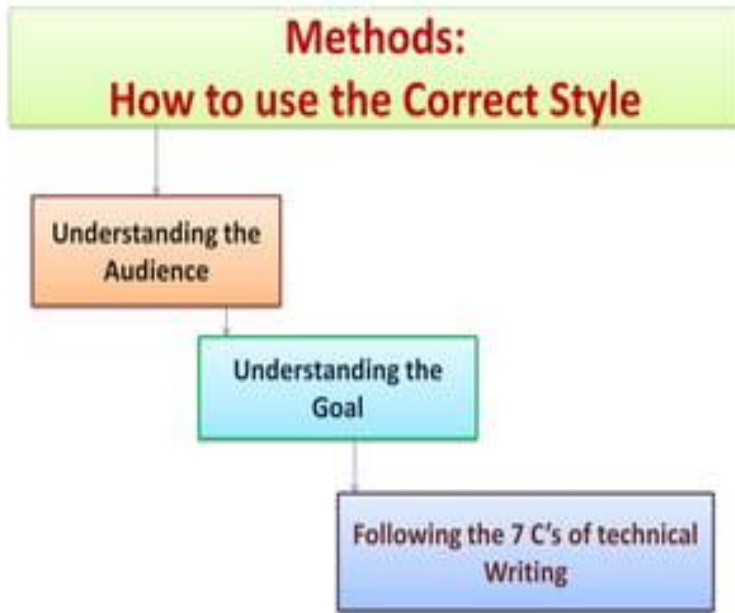 Methods:
How to use the Correct Style
Understanding the
Audience
Understanding the
Goal
Following the 7 C's of technical
Writing